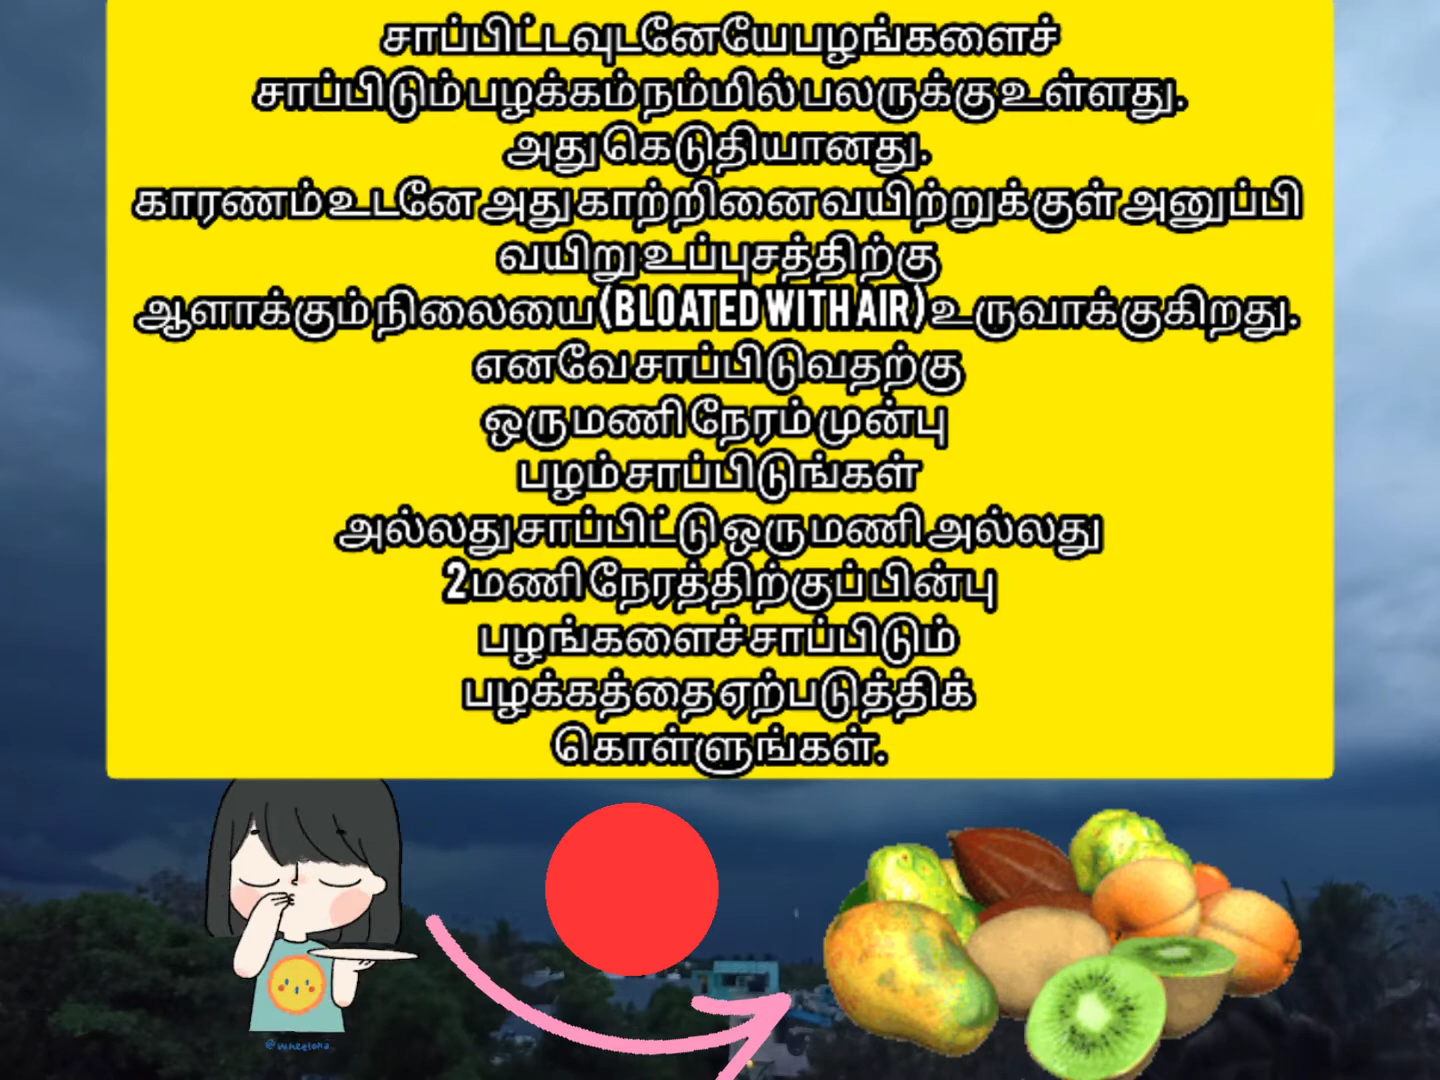 சாப்பிட்டவுடனேயே பழங்களைச்
சாப்பிடும் பழக்கம் நம்மில் பலருக்கு உள்ளது.
அது கெடுதியானது.
காரணம் உடனே அது காற்றினை வயிற்றுக்குள் அனுப்பி
வயிறு உப்புசத்திற்கு
ஆளாக்கும் நிலையை (BLOATED WITH AIR) உருவாக்குகிறது.
எனவே சாப்பிடுவதற்கு
ஒரு மணி நேரம் முன்பு
பழம் சாப்பிடுங்கள்
அல்லது சாப்பிட்டு ஒரு மணி அல்லது
2 மணி நேரத்திற்குப் பின்பு
பழங்களைச் சாப்பிடும்
பழக்கத்தை ஏற்படுத்திக்
கொள்ளுங்கள்.